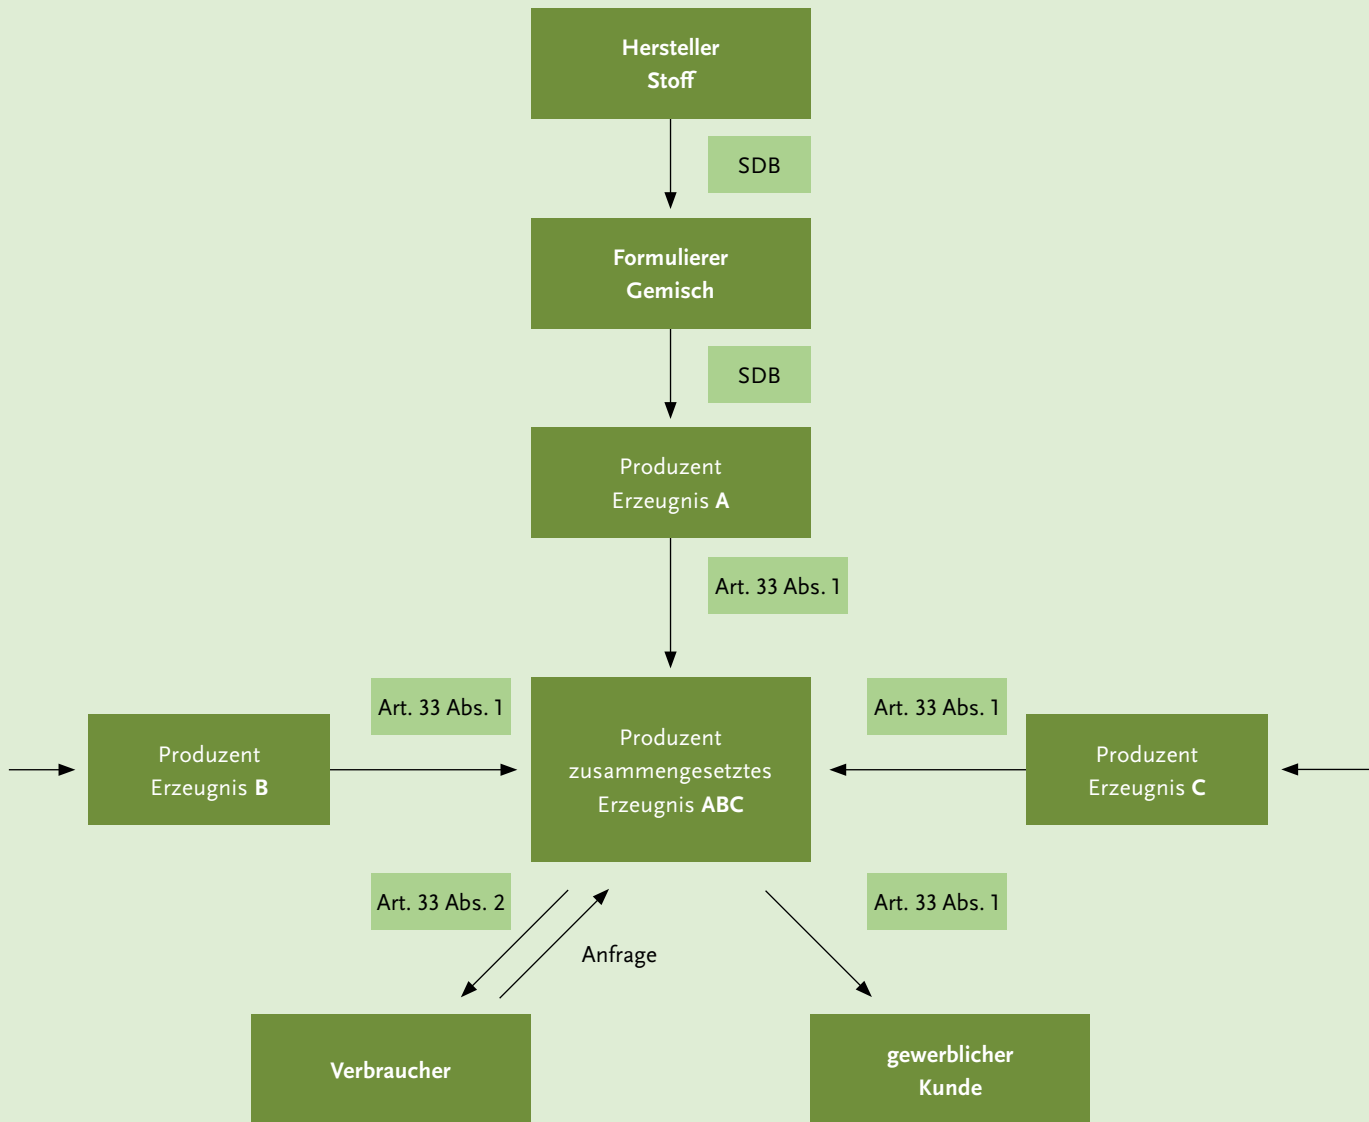 Hersteller
Stoff
SDB
Formulierer
Gemisch
SDB
Produzent
Erzeugnis A
Art. 33 Abs. 1
Art. 33 Abs. 1
Art. 33 Abs. 1
Produzent
Erzeugnis B
Produzent
zusammengesetztes
Erzeugnis ABC
Produzent
Erzeugnis C
Art. 33 Abs. 2
Art. 33 Abs. 1
Anfrage
Verbraucher
gewerblicher
Kunde